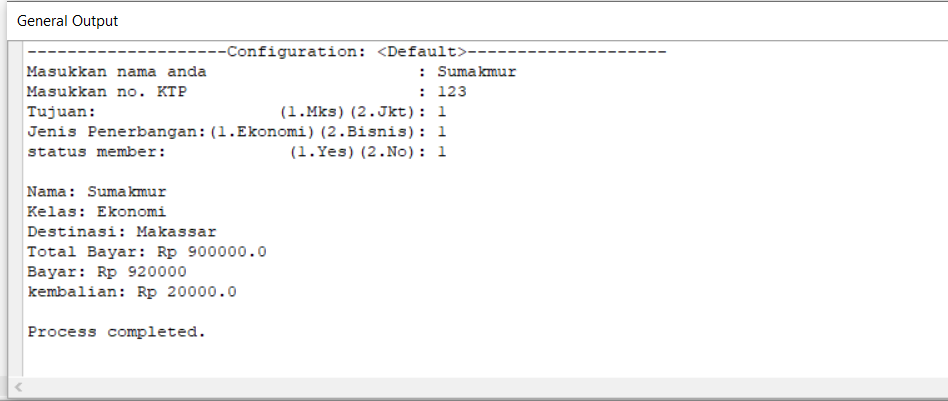 General Output
--------------------Configuration: <Default>--------------------
Masukkan nama anda                     : Sumakmur
Masukkan no. KTP                       : 123
Tujuan:                  (1.Mks)(2.Jkt): 1
Jenis Penerbangan:(1.Ekonomi)(2.Bisnis): 1
status member:            (1.Yes)(2.No): 1

Nama: Sumakmur
Kelas: Ekonomi
Destinasi: Makassar
Total Bayar: Rp 900000.0
Bayar: Rp 920000
kembalian: Rp 20000.0

Process completed.